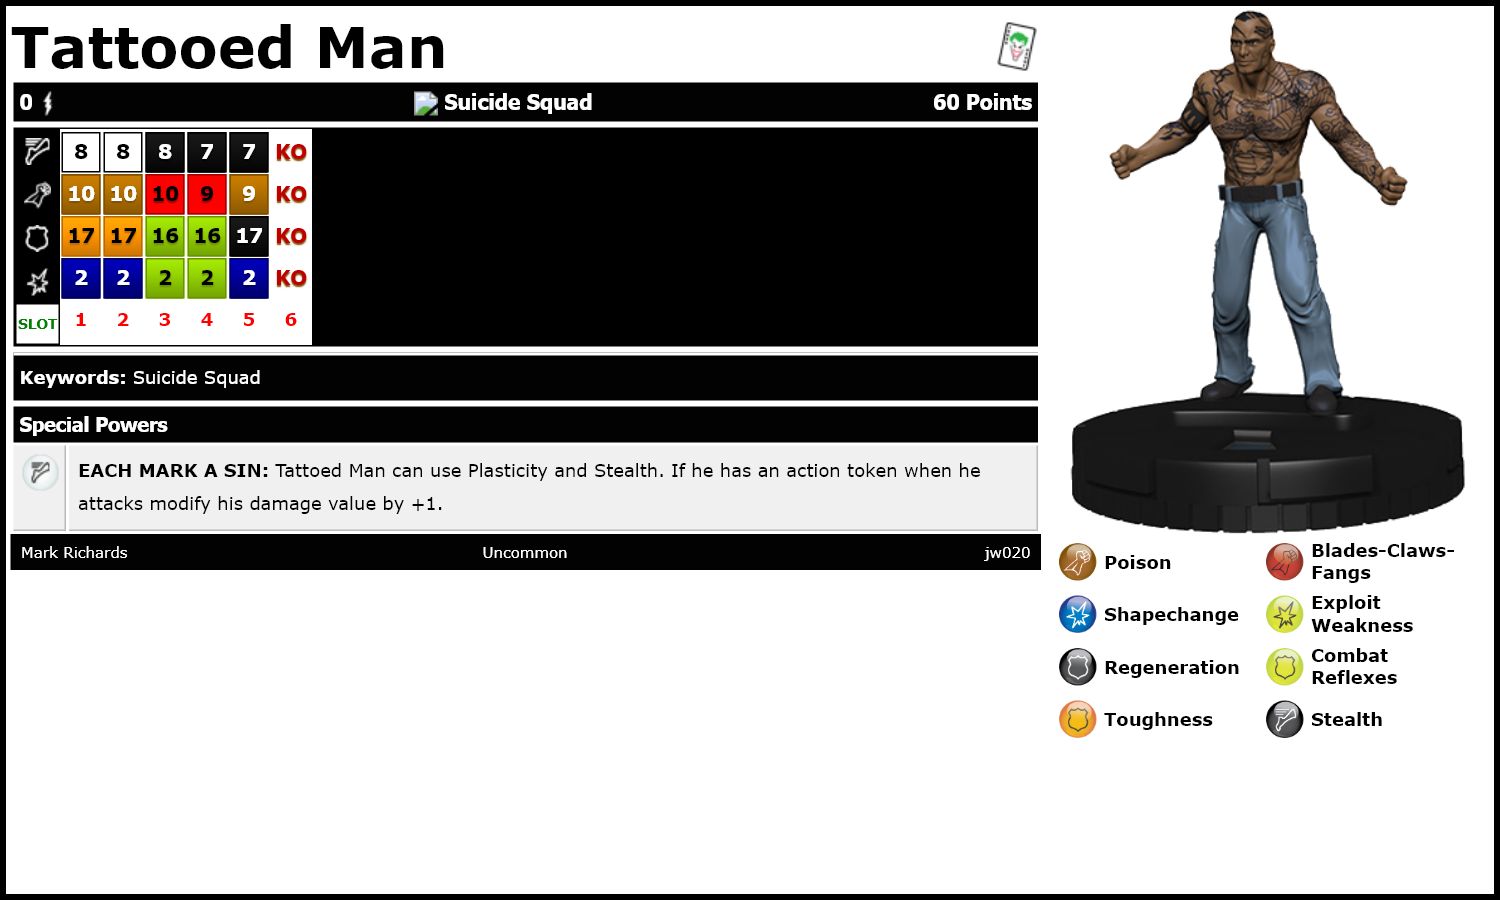 Tattooed Man
0 Suicide Squad 60 Points
8 8 8 7 7 KO
10 10 10 9 9 KO
17 17 16 16 17 KO
2 2 2 2 2 KO
SLOT 1 2 3 4 5 6
Keywords: Suicide Squad
Special Powers
EACH MARK A SIN: Tattoed Man can use Plasticity and Stealth. If he has an action token when he
attacks modify his damage value by +1.
Mark Richards Uncommon jw020
Poison
Blades-Claws-
Fangs
Shapechange
Exploit
Weakness
Regeneration
Combat
Reflexes
Toughness
Stealth